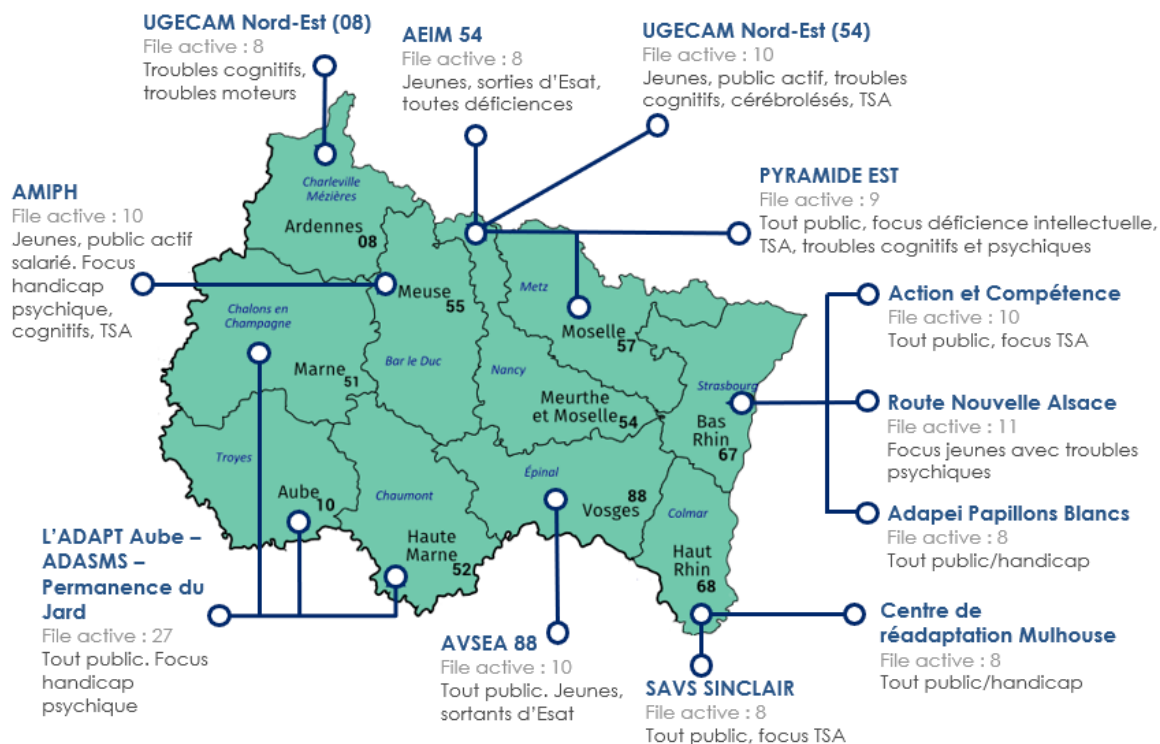 UGECAM Nord-Est (08)
File active : 8
Troubles cognitifs,
troubles moteurs
AEIM 54
File active : 8
Jeunes, sorties d’Esat,
toutes déficiences
UGECAM Nord-Est (54)
File active : 10
Jeunes, public actif, troubles
cognitifs, cérébrolésés, TSA
AMIPH
File active : 10
Jeunes, public actif
salarié. Focus
handicap
psychique,
cognitifs, TSA
PYRAMIDE EST
File active : 9
Tout public, focus déficience intellectuelle,
TSA, troubles cognitifs et psychiques
Charleville
Mézières
Ardennes
08
Meuse
55
Metz
Moselle
57
Chalons en
Champagne
Marne
51
Bar le Duc
Nancy
Meurthe
et Moselle
54
Strasbourg
Bas
Rhin
67
Troyes
Aube
10
Chaumont
Haute
Marne
52
Épinal
88
Vosges
Colmar
Haut
Rhin
68
Action et Compétence
File active : 10
Tout public, focus TSA
Route Nouvelle Alsace
File active : 11
Focus jeunes avec troubles
psychiques
Adapei Papillons Blancs
File active : 8
Tout public/handicap
L’ADAPT Aube –
ADASMS –
Permanence du
Jard
File active : 27
Tout public. Focus
handicap
psychique
AVSEA 88
File active : 10
Tout public. Jeunes,
sortants d’Esat
SAVS SINCLAIR
File active : 8
Tout public, focus TSA
Centre de
réadaptation Mulhouse
File active : 8
Tout public/handicap